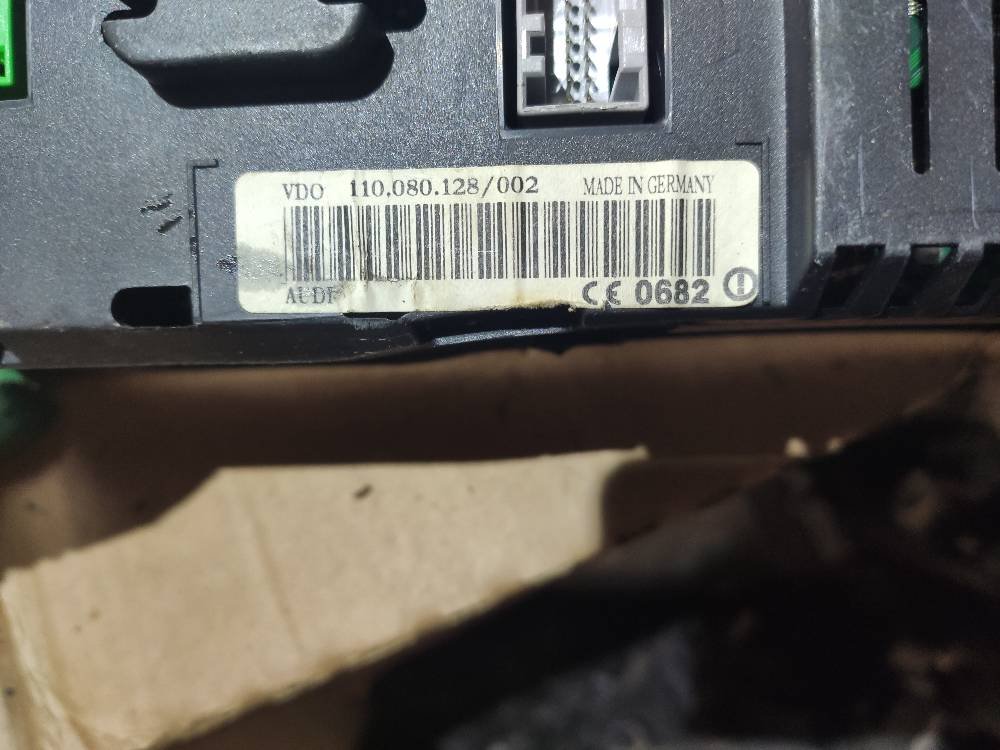 VDO 110.080.128/002 MADE IN GERMANY
AUDI CE 0682